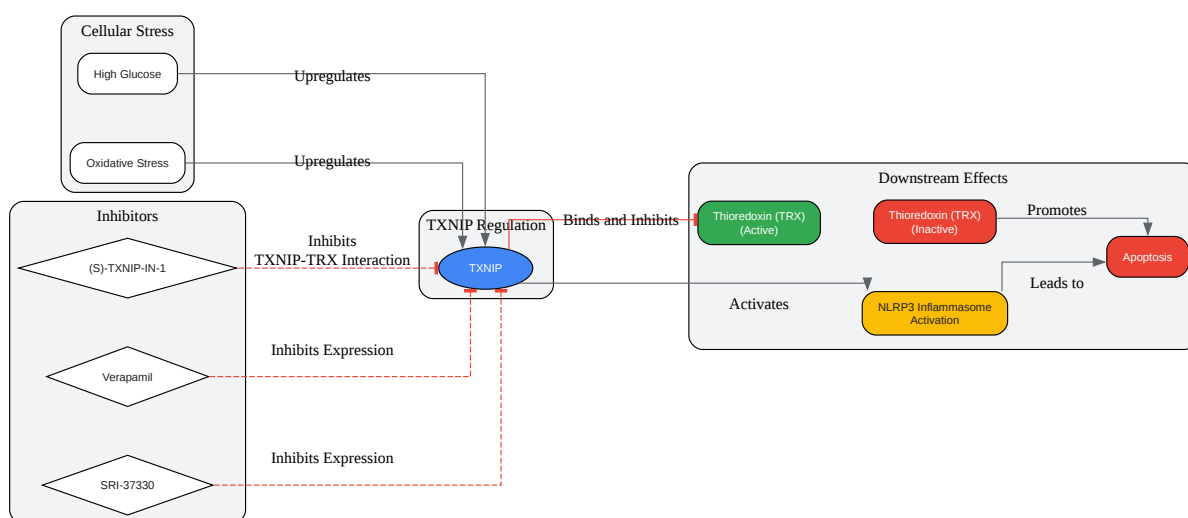 Cellular Stress
High Glucose
Upregulates
Oxidative Stress
Upregulates
Inhibitors
(S)-TXNIP-IN-1
Inhibits
TXNIP-TRX Interaction
Verapamil
Inhibits Expression
SRI-37330
Inhibits Expression
TXNIP Regulation
TXNIP
Binds and Inhibits
Activates
Downstream Effects
Thioredoxin (TRX)
(Active)
Thioredoxin (TRX)
(Inactive)
Promotes
NLRP3 Inflammasome
Activation
Leads to
Apoptosis